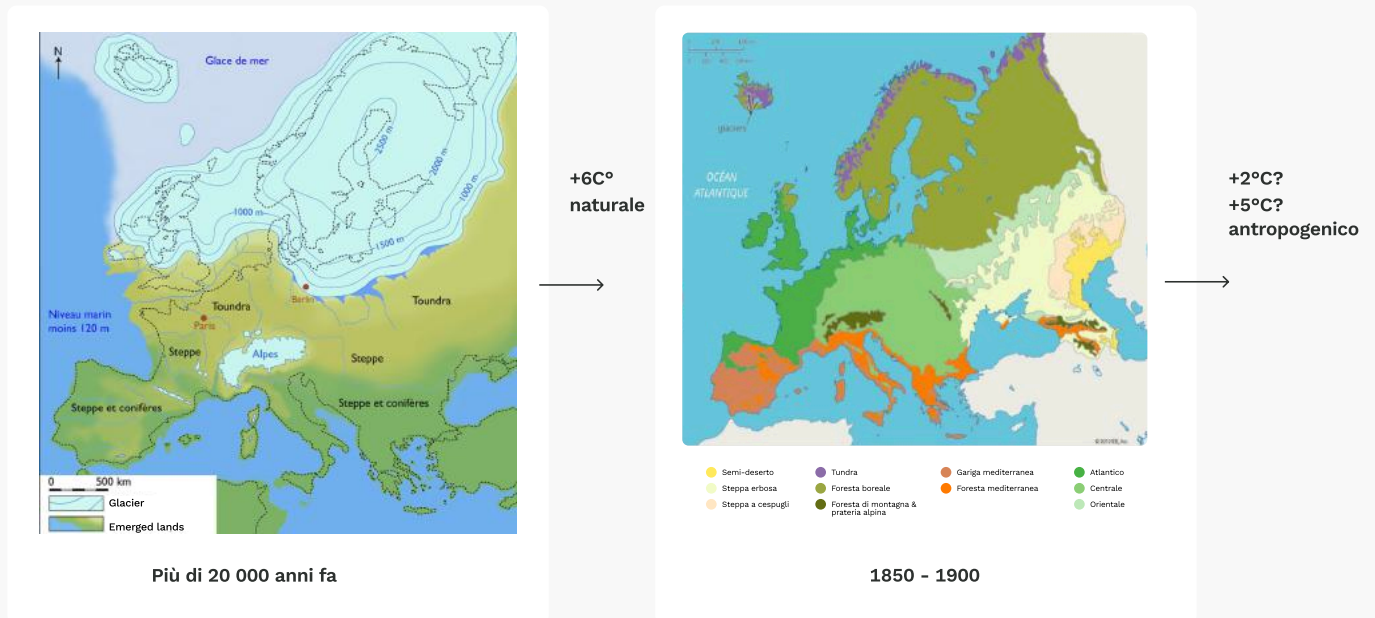 N
Glace de mer
2500 m
2000 m
1000 m
1000 m
1500 m
Berlin
Toundra
Toundra
Paris
Niveau marin
moins 120 m
Steppe
Alpes
Steppe
Steppe et conifères
Steppe et conifères
0 500 km
Glacier
Emerged lands
Più di 20 000 anni fa
+6C°
naturale
glaciers
OCÉAN
ATLANTIQUE
Semi-deserto
Steppa erbosa
Steppa a cespugli
Tundra
Foresta boreale
Foresta di montagna &
prateria alpina
Gariga mediterranea
Foresta mediterranea
Atlantico
Centrale
Orientale
1850 - 1900
+2°C?
+5°C?
antropogenico